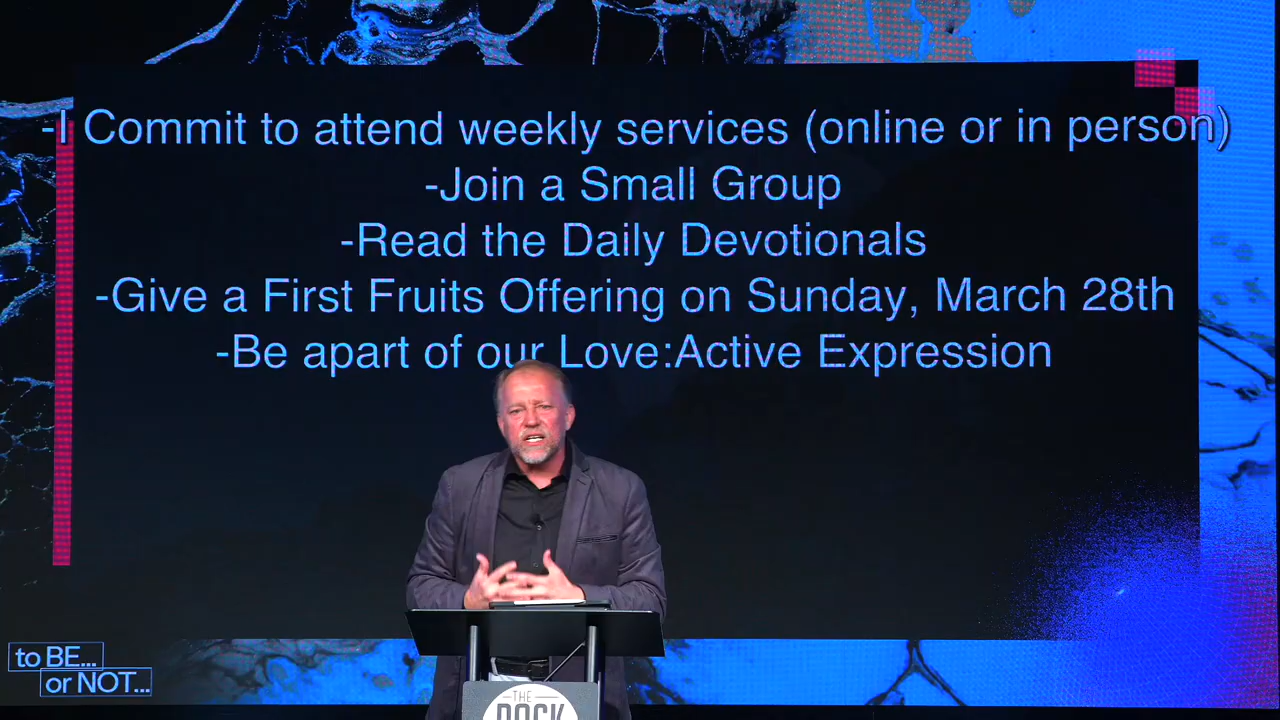 -I Commit to attend weekly services (online or in person)
-Join a Small Group
-Read the Daily Devotionals
-Give a First Fruits Offering on Sunday, March 28th
-Be apart of our Love:Active Expression
to BE...
or NOT...
THE
ROCK